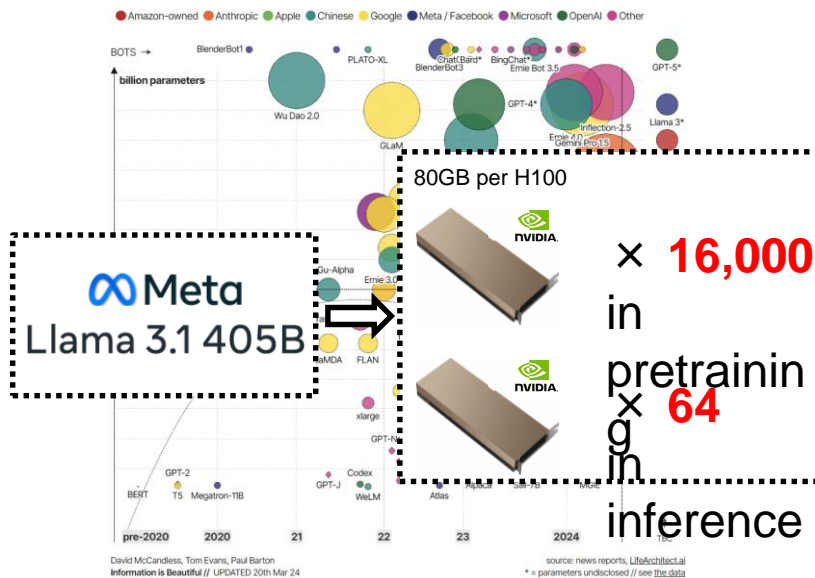 Amazon-owned Anthropic Apple Chinese Google Meta / Facebook Microsoft OpenAI Other
BOTS → BlenderBot1
PLATO-XL
BlenderBot3
BingChat*
Ernie Bot 3.5
GPT-5*
billion parameters
Wu Dao 2.0
GLaM
GPT-4*
Llama 3*
Inflection-2.5
Ernie 4.0
Gemini Pro 1.5
80GB per H100
NVIDIA.
× 16,000
in
pretrainin
g
Meta
Llama 3.1 405B
Gu-Alpha
Ernie 3.0
aMDA
FLAN
NVIDIA.
× 64
in
inference
xlarge
GPT-2
BERT
T5
Megatron-11B
GPT-J
Codex
WeLM
Atlas
pre-2020 2020 21 22 23 2024
TBC
David McCandless, Tom Evans, Paul Barton
Information is Beautiful // UPDATED 20th Mar 24
source: news reports, LifeArchitect.ai
* = parameters undisclosed // see the data